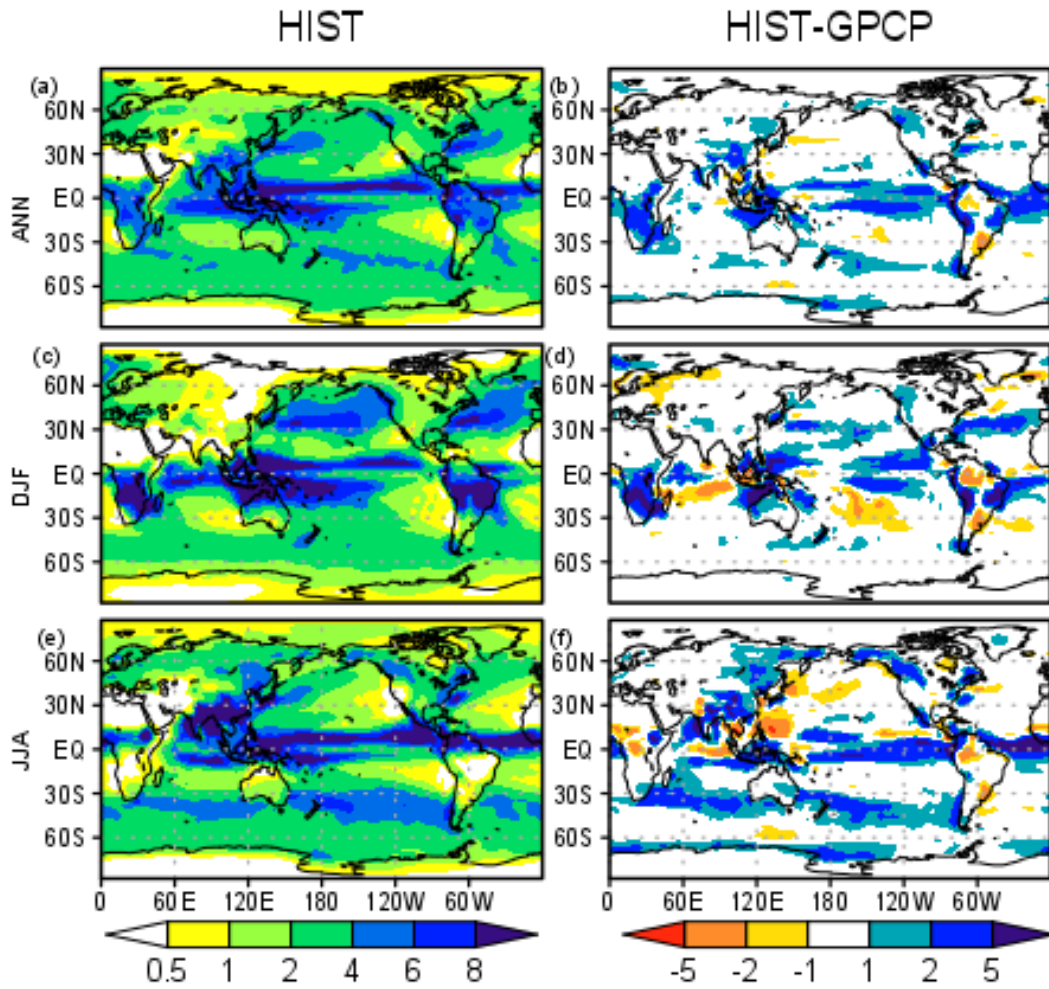 HIST HIST-GPCP
(a) (b)
60N 60N
30N 30N
EQ EQ
30S 30S
60S 60S
ANN
(c) (d)
60N 60N
30N 30N
EQ EQ
30S 30S
60S 60S
DJF
(e) (f)
60N 60N
30N 30N
EQ EQ
30S 30S
60S 60S
JJA
0 60E 120E 180 120W 60W 0 60E 120E 180 120W 60W
0.5 1 2 4 6 8 -5 -2 -1 1 2 5